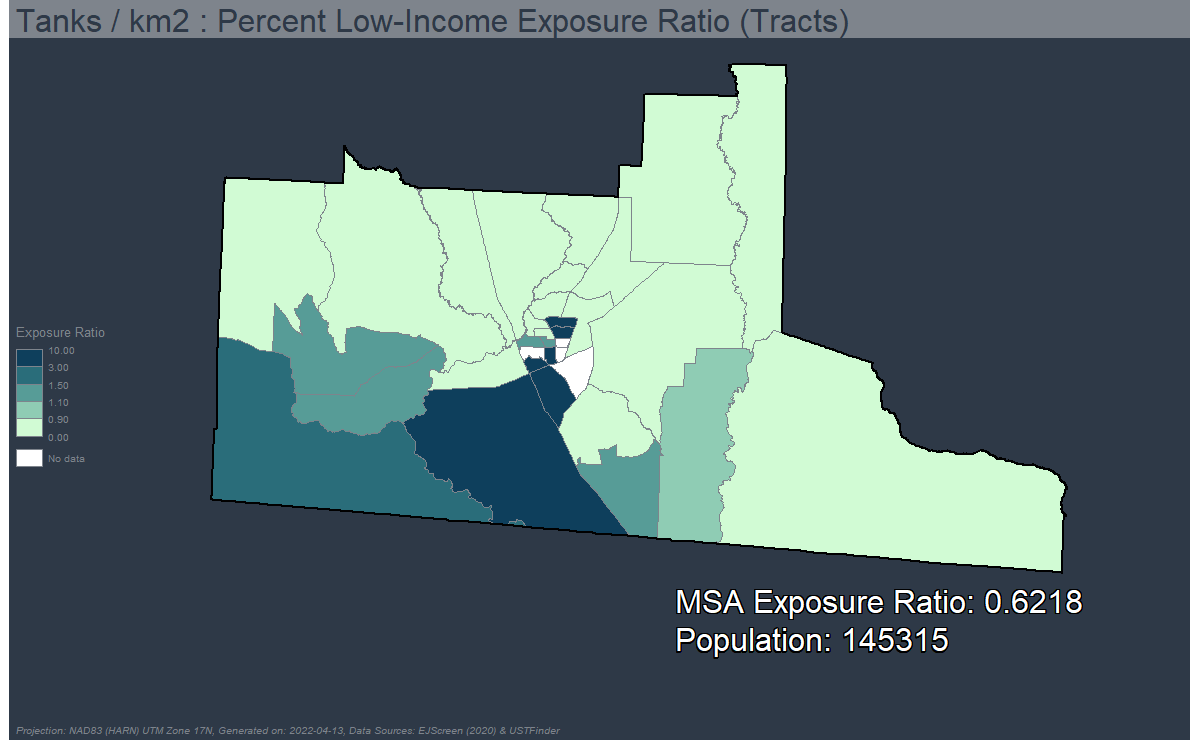 Tanks / km2 : Percent Low-Income Exposure Ratio (Tracts)
Exposure Ratio
10.00
3.00
1.50
1.10
0.90
0.00
No data
MSA Exposure Ratio: 0.6218
Population: 145315
Projection: NAD83 (HARN) UTM Zone 17N, Generated on: 2022-04-13, Data Sources: EJScreen (2020) & USTFinder